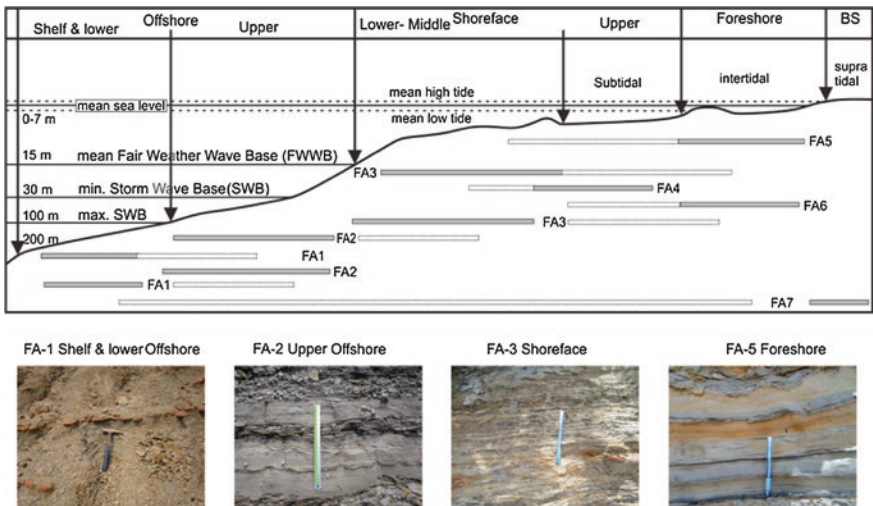 Offshore Shoreface Foreshore BS
Shelf & lower Upper Lower- Middle Upper
supra
tidal
Subtidal intertidal
mean high tide
mean sea level
0-7 m mean low tide
15 m mean Fair Weather Wave Base (FWWB)
30 m min. Storm Wave Base(SWB)
100 m max. SWB
200 m
FA5
FA3
FA4
FA6
FA3
FA2
FA1
FA2
FA1
FA7
FA-1 Shelf & lower Offshore
FA-2 Upper Offshore
FA-3 Shoreface
FA-5 Foreshore